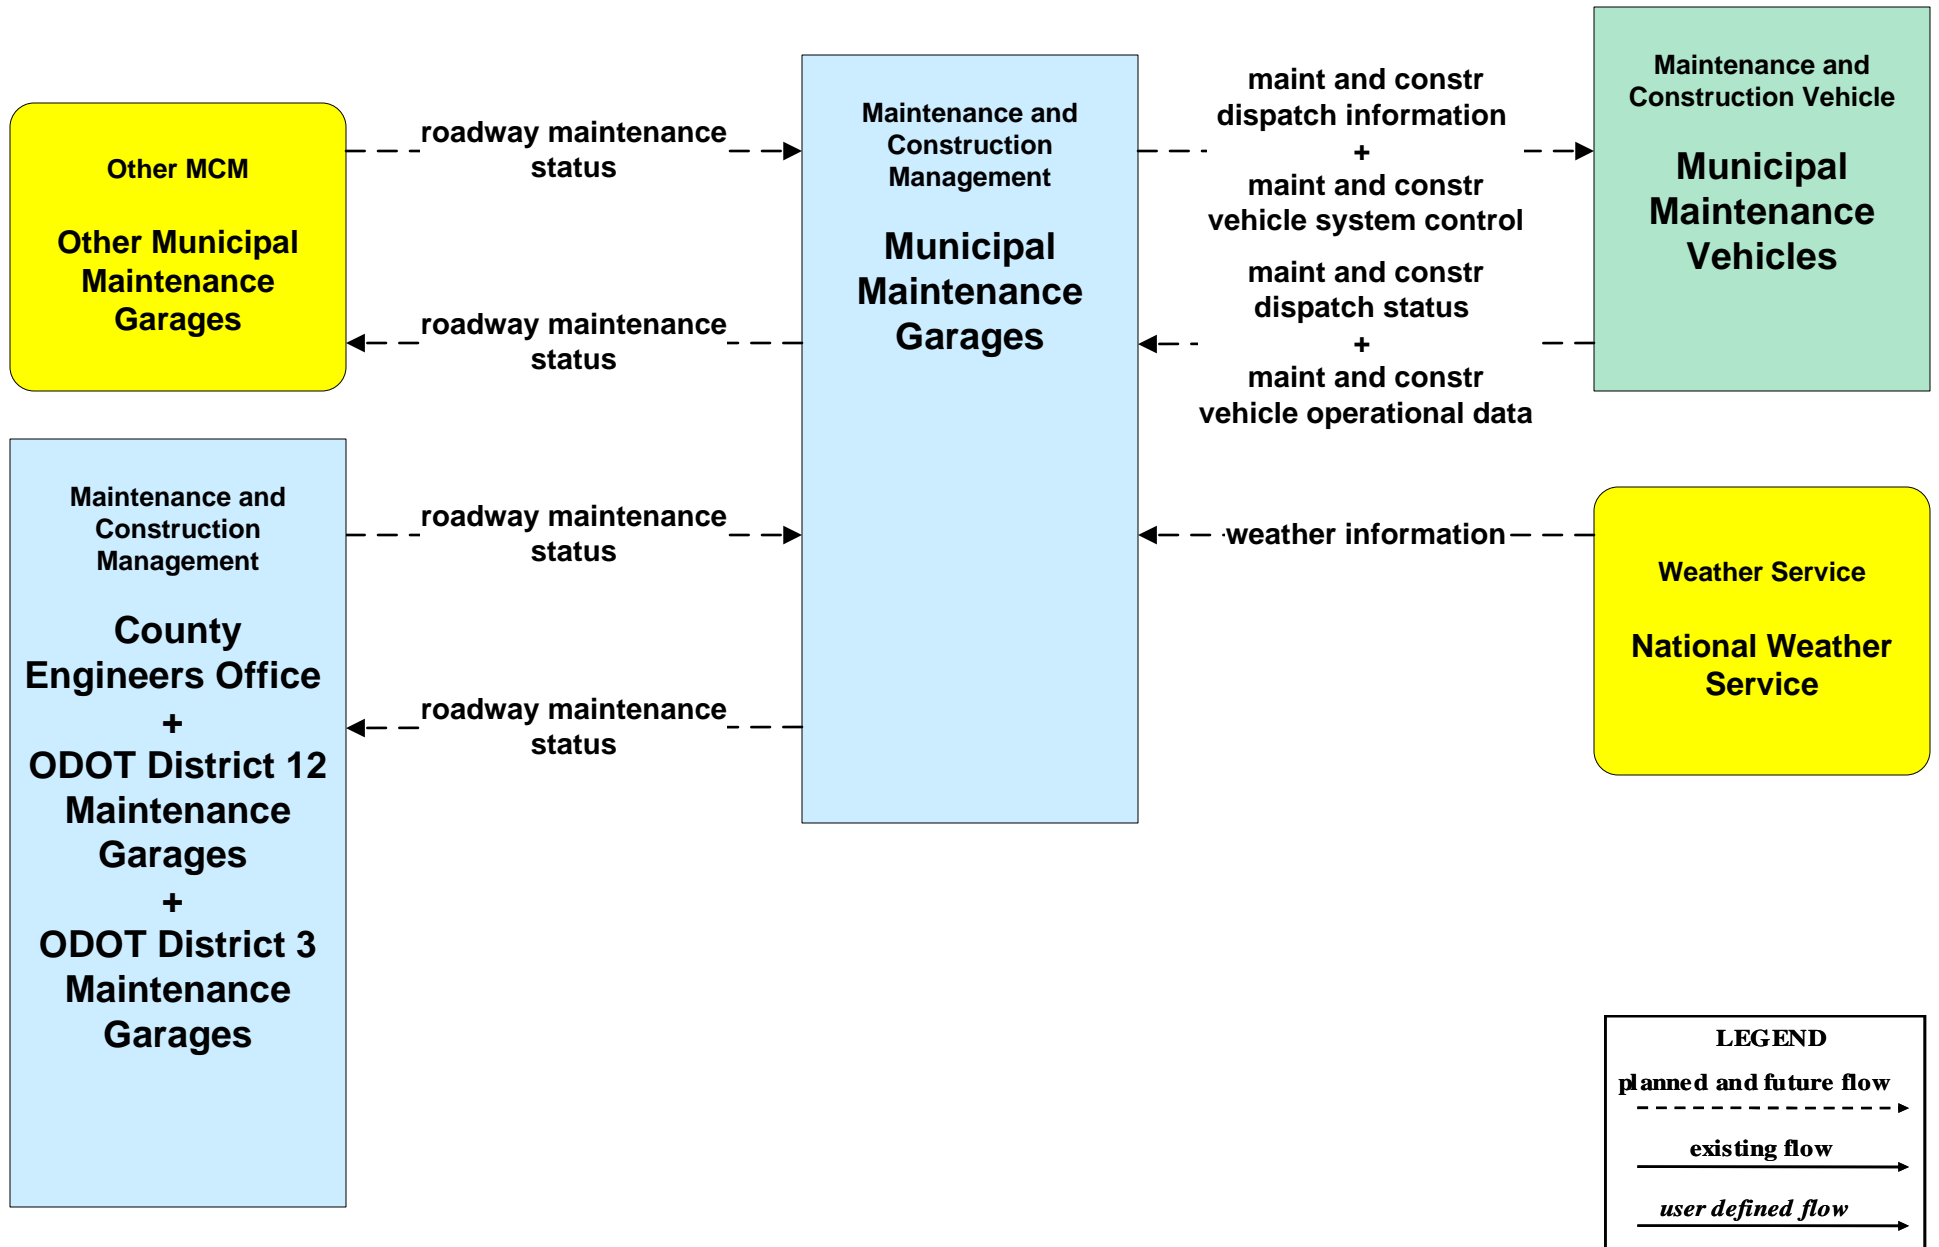 Other MCM
Other Municipal
Maintenance
Garages
roadway maintenance
status
roadway maintenance
status
Maintenance and
Construction
Management
County
Engineers Office
+
ODOT District 12
Maintenance
Garages
+
ODOT District 3
Maintenance
Garages
roadway maintenance
status
roadway maintenance
status
Maintenance and
Construction
Management
Municipal
Maintenance
Garages
maint and constr
dispatch information
+
maint and constr
vehicle system control
maint and constr
dispatch status
+
maint and constr
vehicle operational data
weather information
Maintenance and
Construction Vehicle
Municipal
Maintenance
Vehicles
Weather Service
National Weather
Service
LEGEND
planned and future flow
existing flow
user defined flow